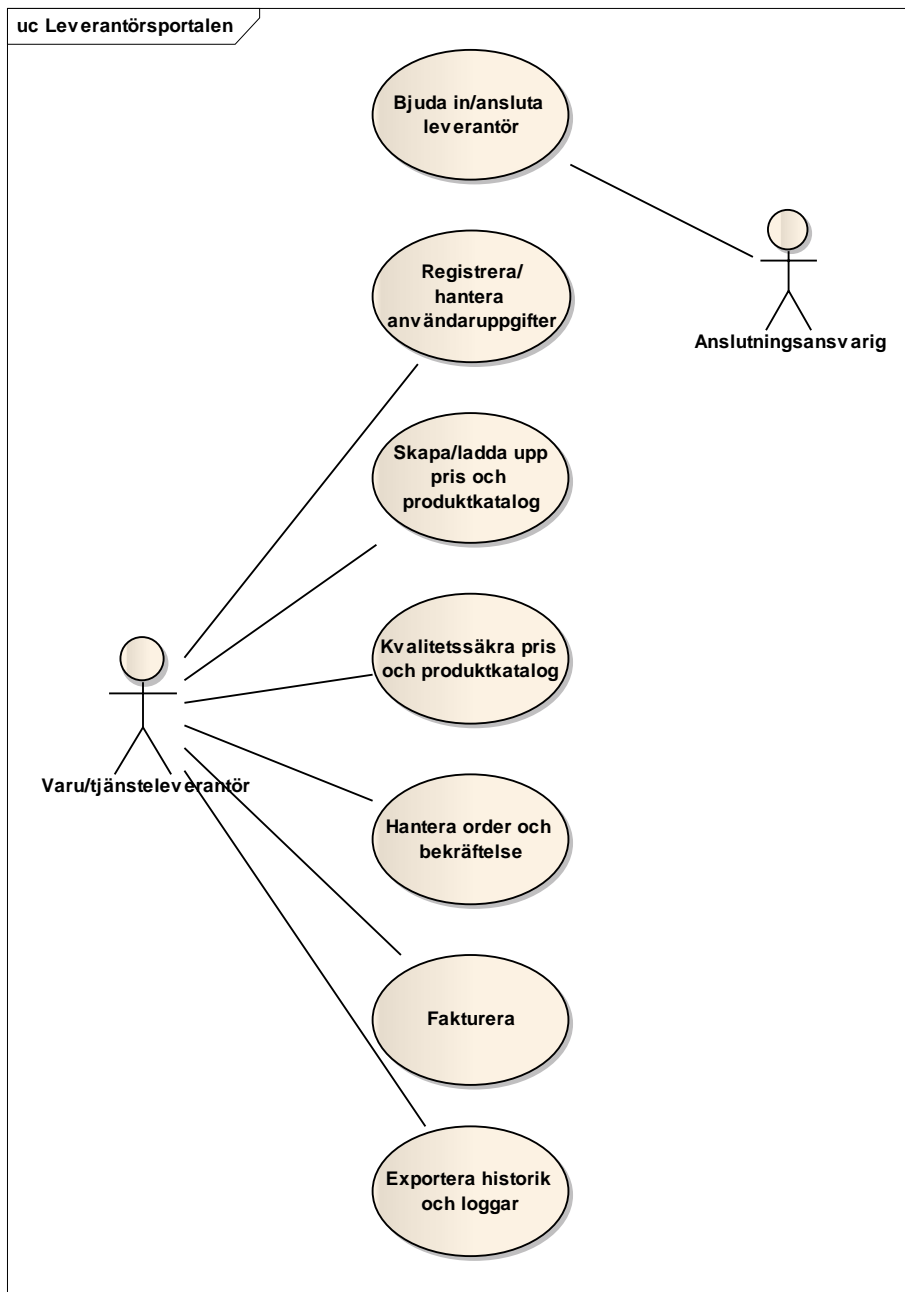 uc Leverantörsportalen
Bjuda in/ansluta
leverantör
Registrera/
hantera
användaruppgifter
Anslutningsansvarig
Skapa/ladda upp
pris och
produktkatalog
Kvalitetssäkra pris
och produktkatalog
Varu/tjänsteleverantör
Hantera order och
bekräftelse
Fakturera
Exportera historik
och loggar